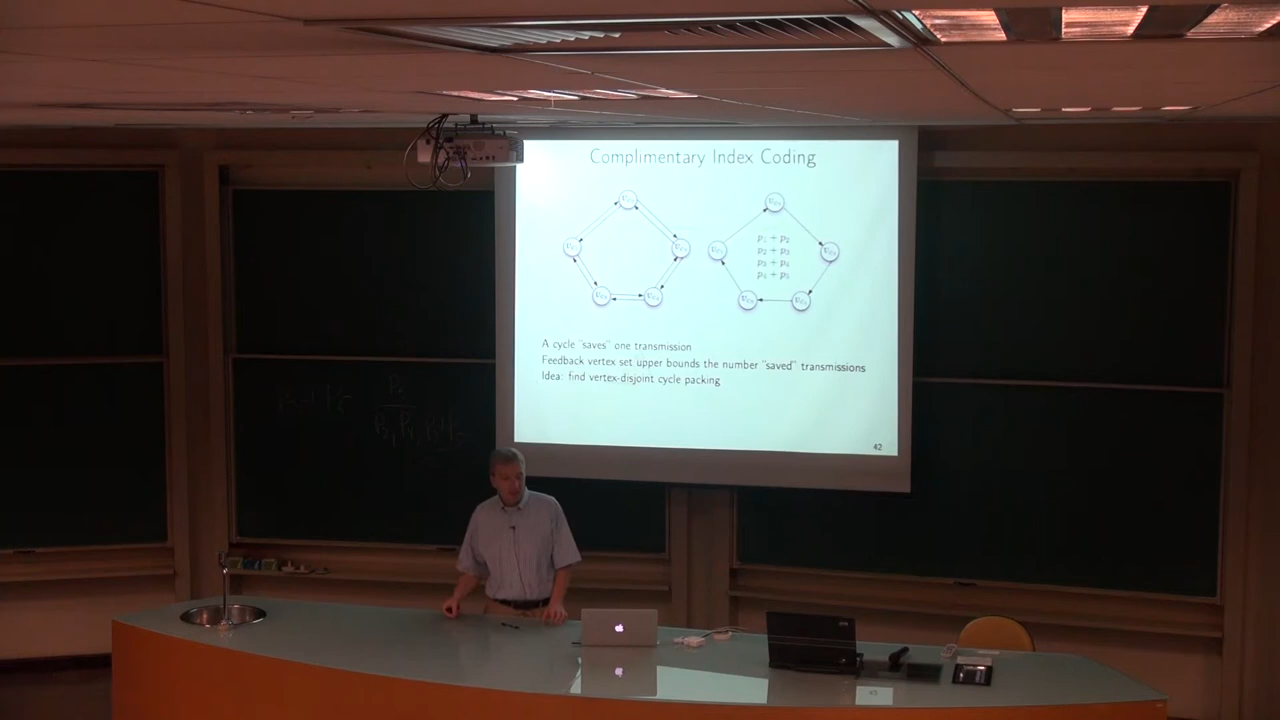 Complimentary Index Coding
p₁ + p₂
p₂ + p₃
p₃ + p₄
p₄ + p₅
A cycle "saves" one transmission
Feedback vertex set upper bounds the number "saved" transmissions
Idea: find vertex-disjoint cycle packing
42